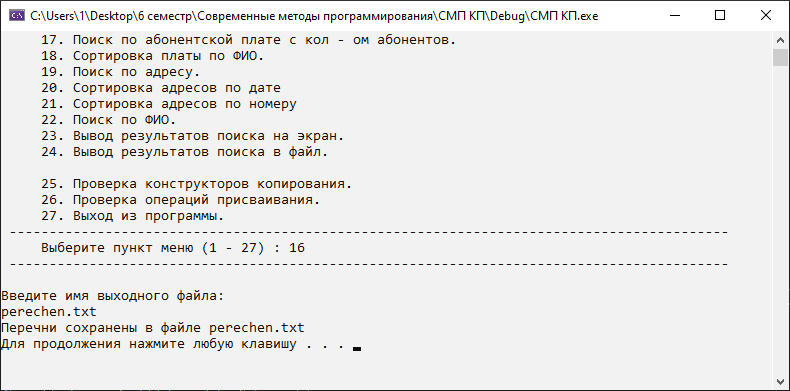 C:\Users\1\Desktop\6 семестр\Современные методы программирования\СМП КП\Debug\СМП КП.exe
17. Поиск по абонентской плате с кол - ом абонентов.
18. Сортировка платы по ФИО.
19. Поиск по адресу.
20. Сортировка адресов по дате
21. Сортировка адресов по номеру
22. Поиск по ФИО.
23. Вывод результатов поиска на экран.
24. Вывод результатов поиска в файл.
25. Проверка конструкторов копирования.
26. Проверка операций присваивания.
27. Выход из программы.
------------------------------------------------------------------------------------------
Выберите пункт меню (1 - 27) : 16
------------------------------------------------------------------------------------------
Введите имя выходного файла:
perechen.txt
Перечни сохранены в файле perechen.txt
Для продолжения нажмите любую клавишу . . .